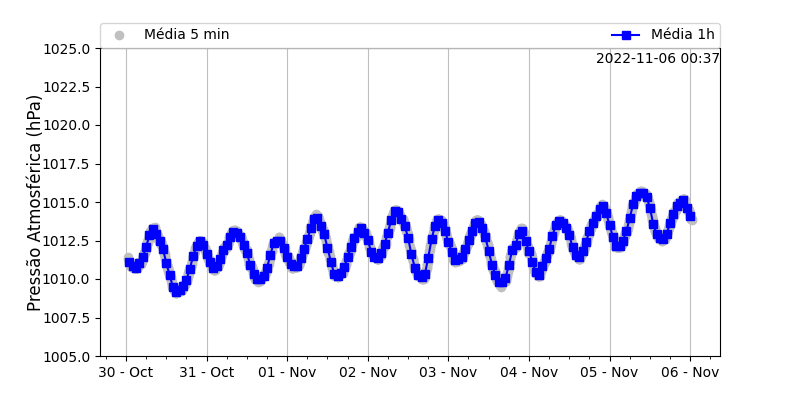 Média 5 min
Média 1h
2022-11-06 00:37
Pressão Atmosférica (hPa)
1025.0
1022.5
1020.0
1017.5
1015.0
1012.5
1010.0
1007.5
1005.0
30 - Oct
31 - Oct
01 - Nov
02 - Nov
03 - Nov
04 - Nov
05 - Nov
06 - Nov